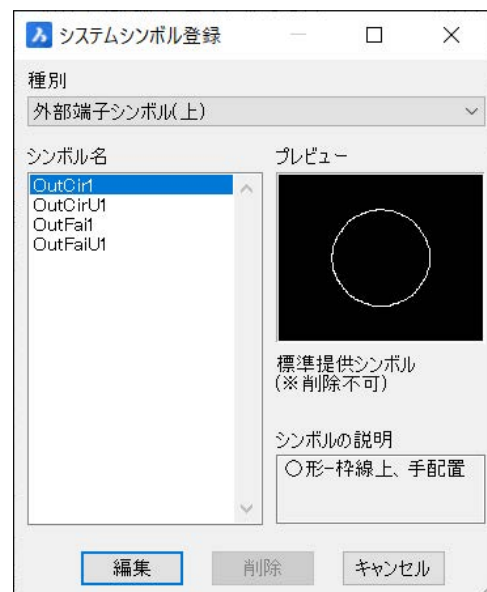 システムシンボル登録
種別
外部端子シンボル(上)
シンボル名
OutCir1
OutCirU1
OutFai1
OutFaiU1
プレビュー
標準提供シンボル
(※削除不可)
シンボルの説明
○形-枠線上、手配置
編集
削除
キャンセル